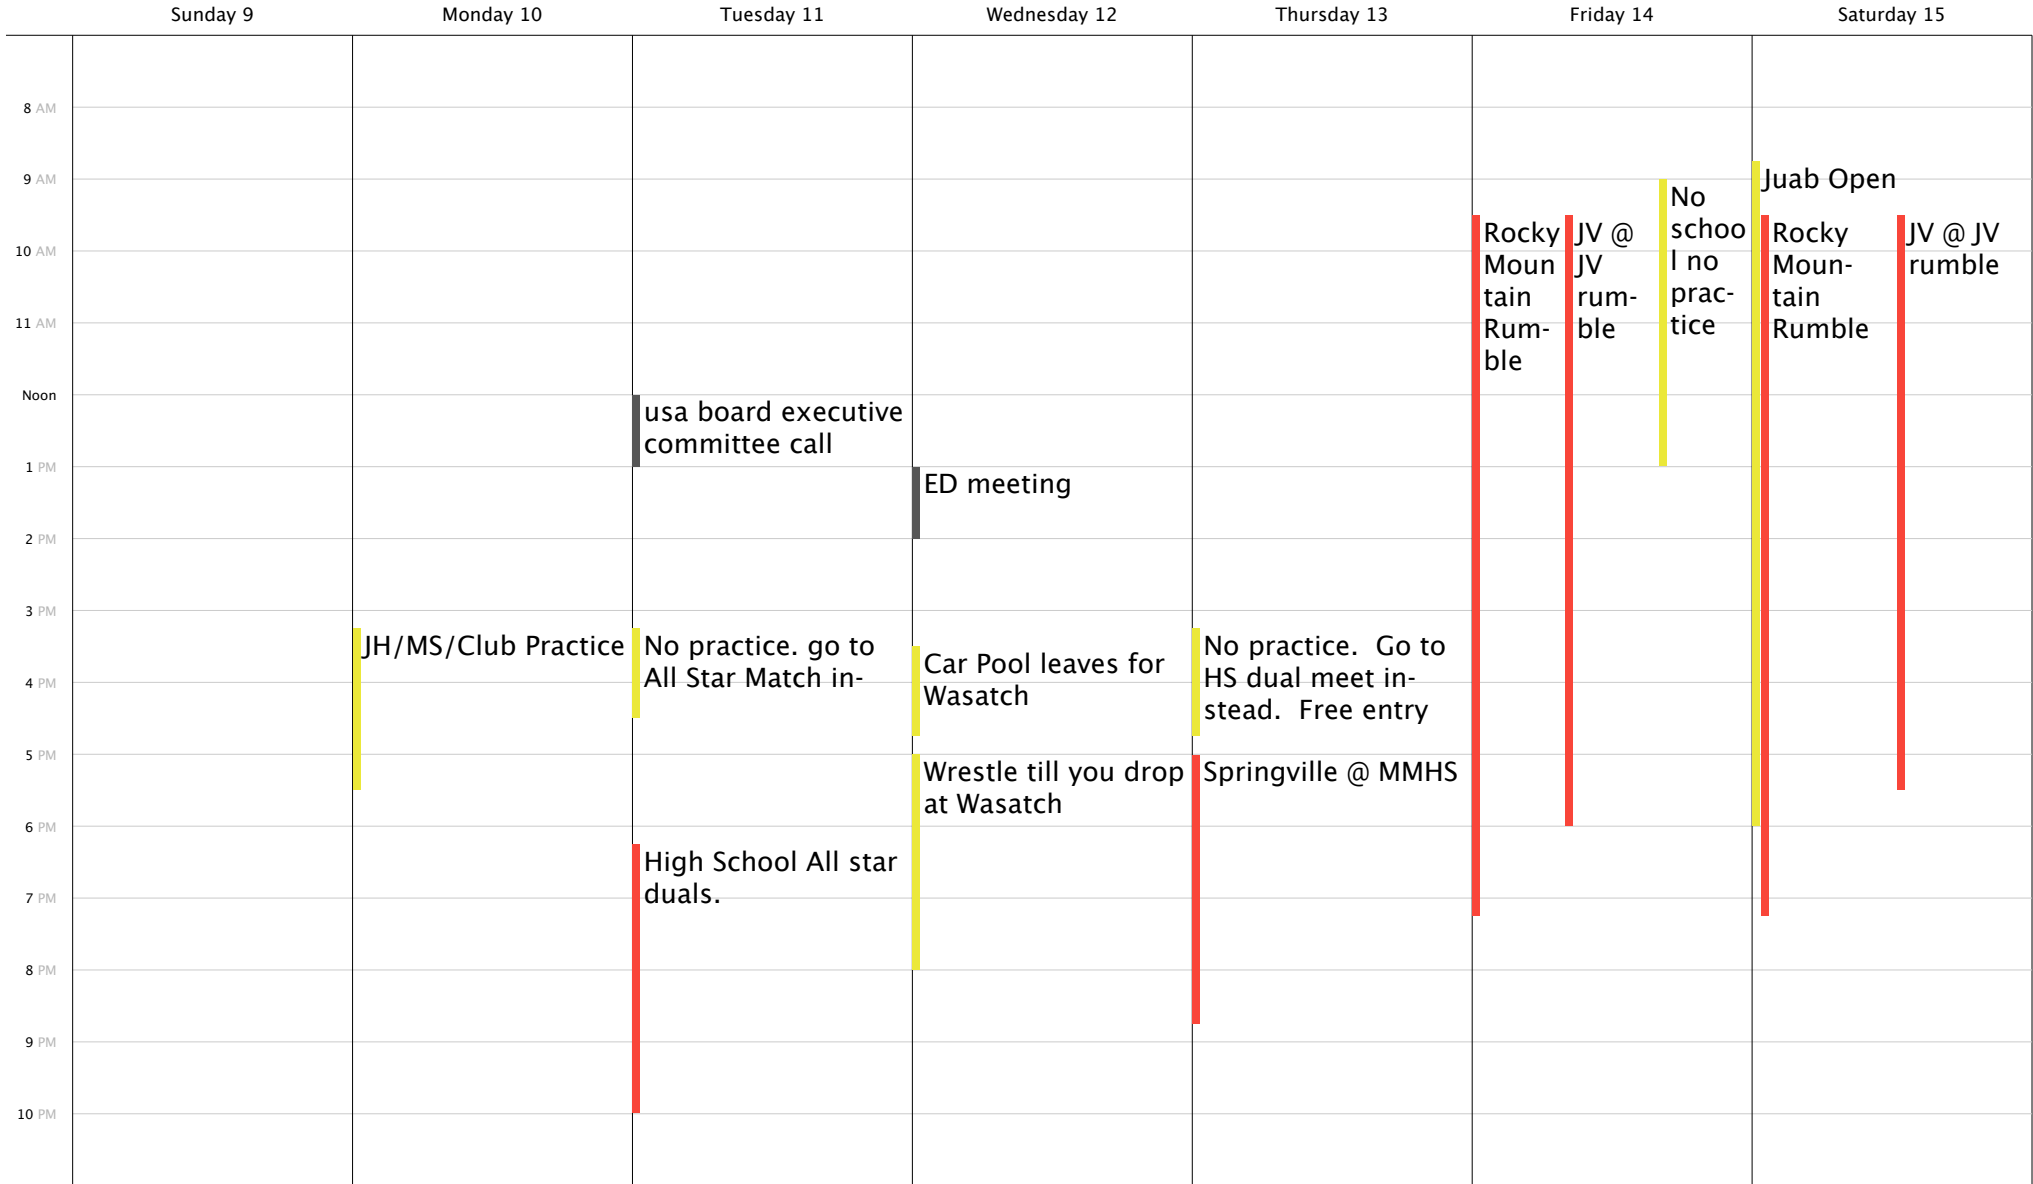 Sunday 9
Monday 10
Tuesday 11
Wednesday 12
Thursday 13
Friday 14
Saturday 15
8 AM
9 AM
10 AM
11 AM
Noon
1 PM
2 PM
3 PM
4 PM
5 PM
6 PM
7 PM
8 PM
9 PM
10 PM
JH/MS/Club Practice
usa board executive
committee call
No practice. go to
All Star Match in-
High School All star
duals.
ED meeting
Car Pool leaves for
Wasatch
Wrestle till you drop
at Wasatch
No practice.  Go to
HS dual meet in-
stead.  Free entry
Springville @ MMHS
Rocky
Moun
tain
Rum-
ble
JV @
JV
rum-
ble
No
schoo
l no
prac-
tice
Juab Open
Rocky
Moun-
tain
Rumble
JV @ JV
rumble